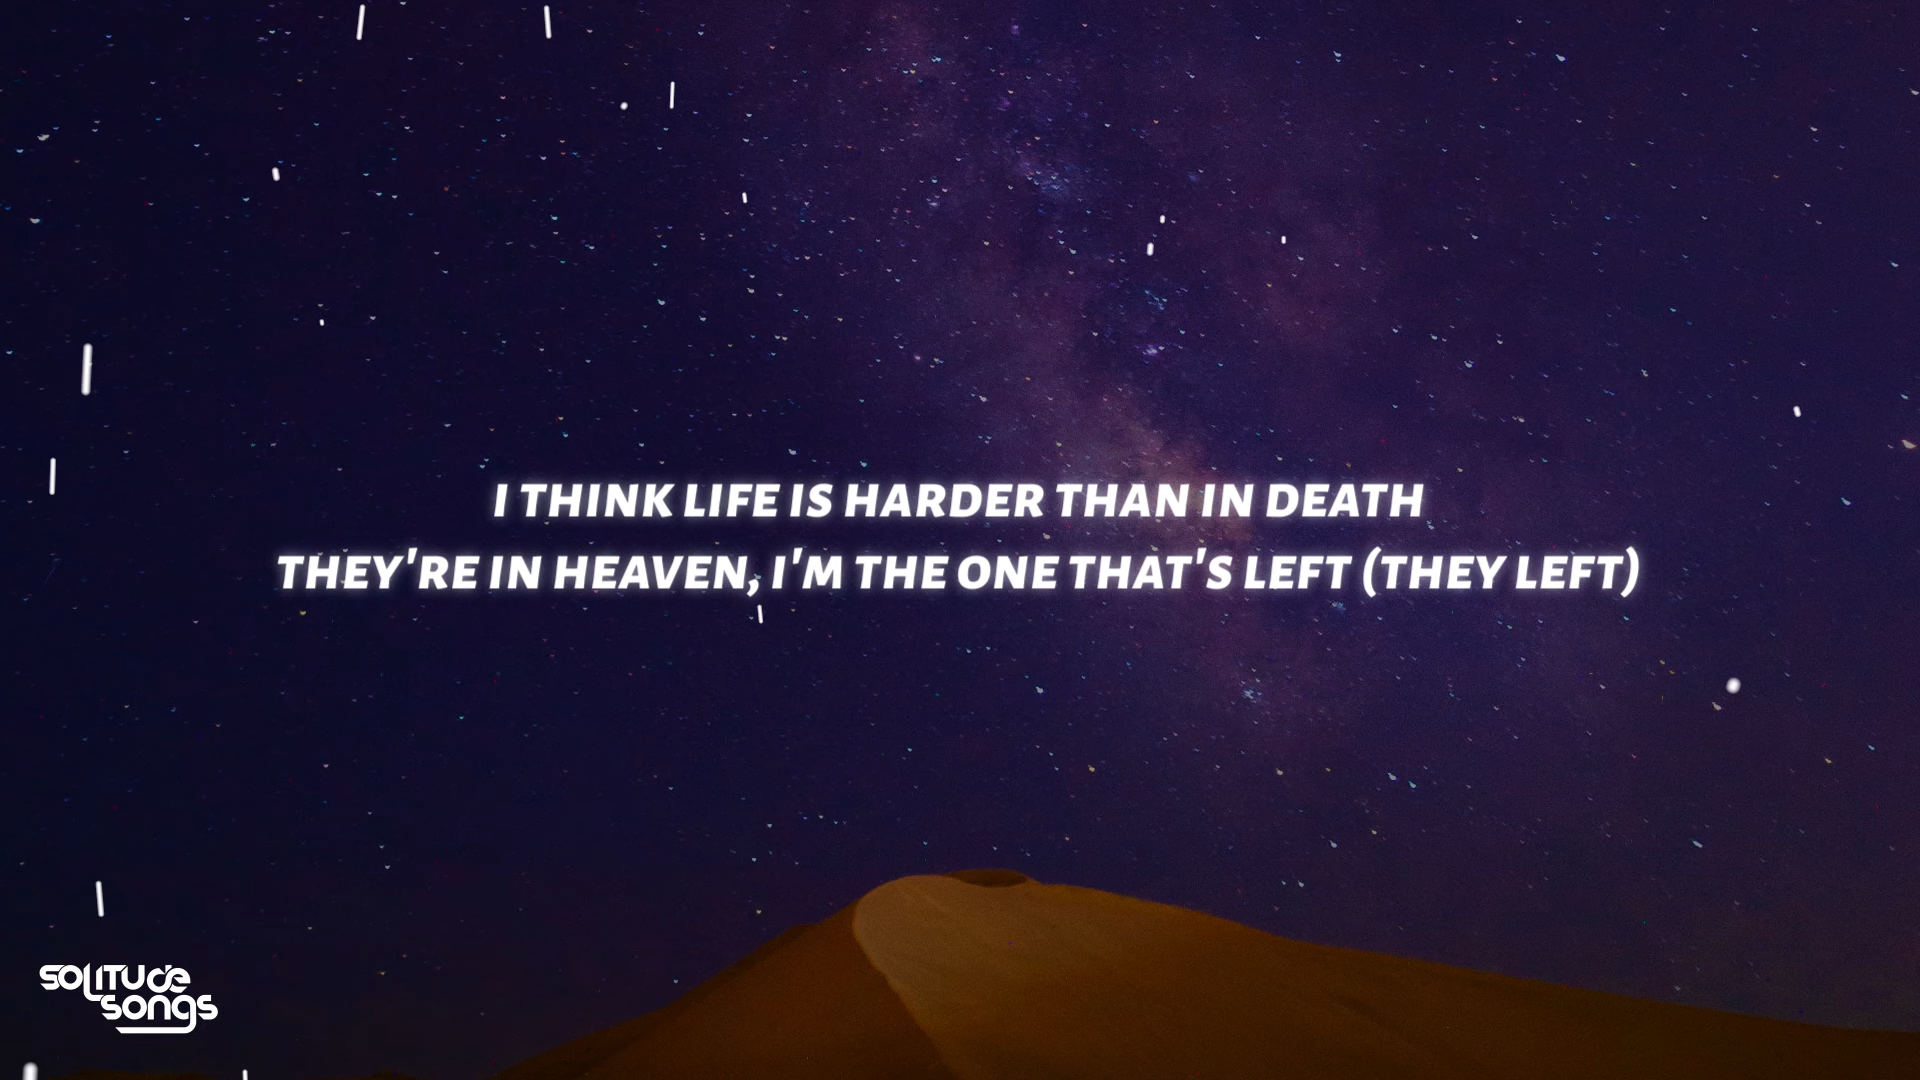 I THINK LIFE IS HARDER THAN IN DEATH
THEY'RE IN HEAVEN, I'M THE ONE THAT'S LEFT (THEY LEFT)
SOLITUDE
SONGS